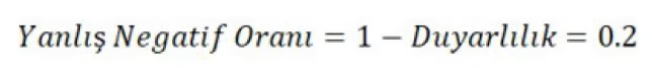 Yanlış Negatif Oranı = 1 − Duyarlılık = 0.2